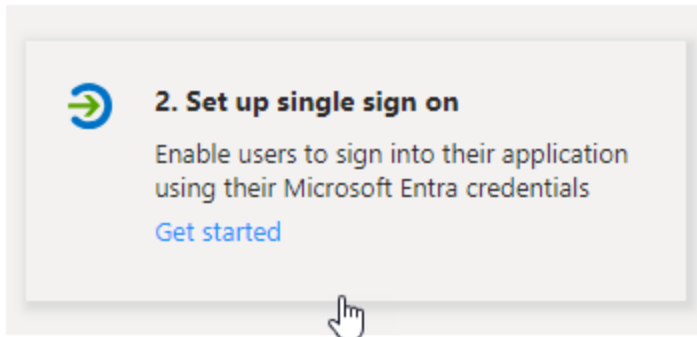 2. Set up single sign on
Enable users to sign into their application
using their Microsoft Entra credentials
Get started